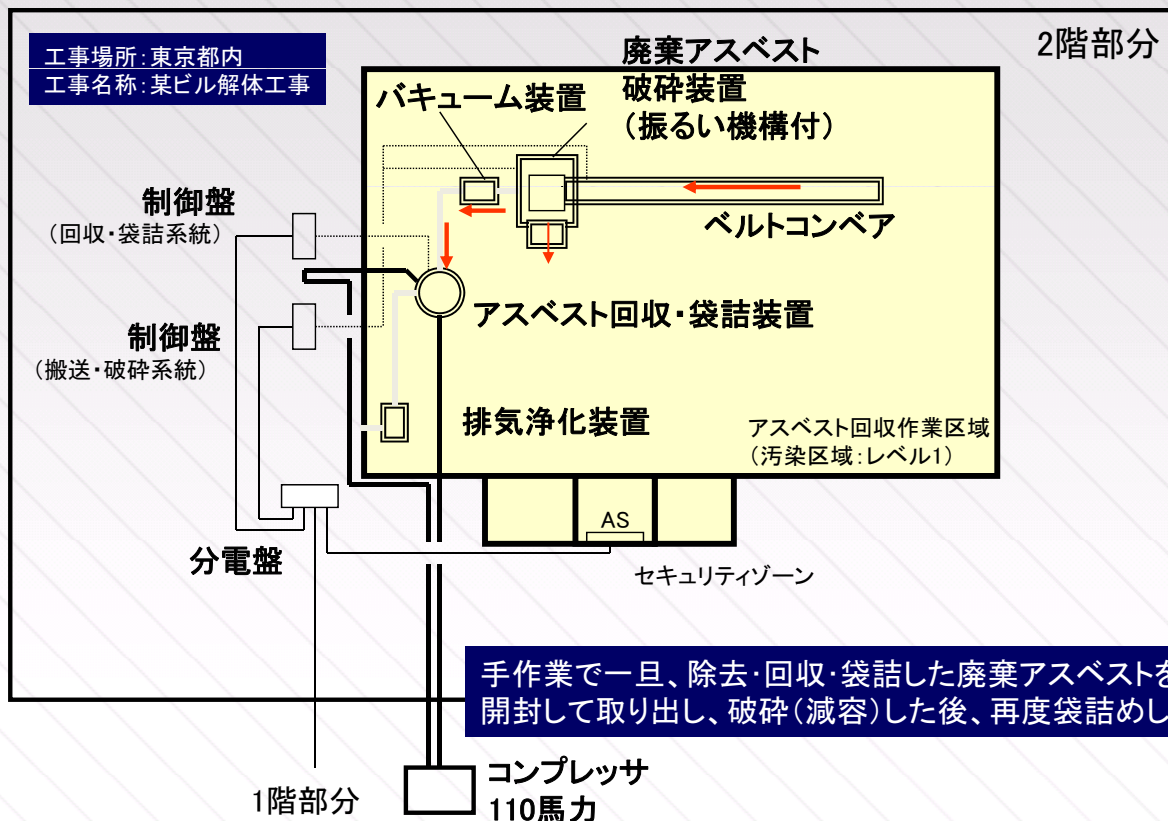 工事場所:東京都内
工事名称:某ビル解体工事
2階部分
廃棄アスベスト
破砕装置
(振るい機構付)
バキューム装置
制御盤
(回収・袋詰系統)
ベルトコンベア
アスベスト回収・袋詰装置
制御盤
(搬送・破砕系統)
排気浄化装置
アスベスト回収作業区域
(汚染区域:レベル1)
AS
分電盤
セキュリティゾーン
手作業で一旦、除去・回収・袋詰した廃棄アスベストを
開封して取り出し、破砕(減容)した後、再度袋詰めし
1階部分
コンプレッサ
110馬力